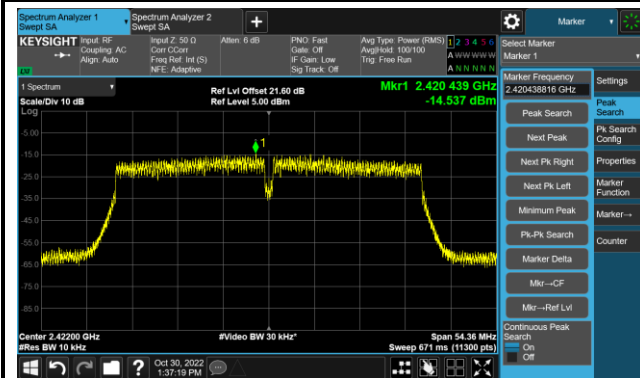 Spectrum Analyzer 1
Swept SA
Spectrum Analyzer 2
Swept SA
+
Marker
KEYSIGHT
Input: RF
Coupling: AC
Align: Auto
Input Z: 50 Ω
Corr CCorr
Freq Ref: Int (S)
NFE: Adaptive
Atten: 6 dB
PNO: Fast
Gate: Off
IF Gain: Low
Sig Track: Off
Avg Type: Power (RMS)
Avg|Hold: 100/100
Trig: Free Run
1 2 3 4 5 6
A W W W W W
A N N N N N
LV
Select Marker
Marker 1
1 Spectrum
Scale/Div 10 dB
Log
Ref Lvl Offset 21.60 dB
Ref Level 5.00 dBm
Mkr1 2.420 439 GHz
-14.537 dBm
1
-5.00
-15.0
-25.0
-35.0
-45.0
-55.0
-65.0
-75.0
-85.0
Center 2.42200 GHz
#Res BW 10 kHz
#Video BW 30 kHz*
Span 54.36 MHz
Sweep 671 ms (11300 pts)
Marker Frequency
2.420438816 GHz
Peak Search
Next Peak
Next Pk Right
Next Pk Left
Minimum Peak
Pk-Pk Search
Marker Delta
Mkr→CF
Mkr→Ref Lvl
Continuous Peak
Search
On
Off
Settings
Peak
Search
Pk Search
Config
Properties
Marker
Function
Marker→
Counter
?
Oct 30, 2022
1:37:19 PM